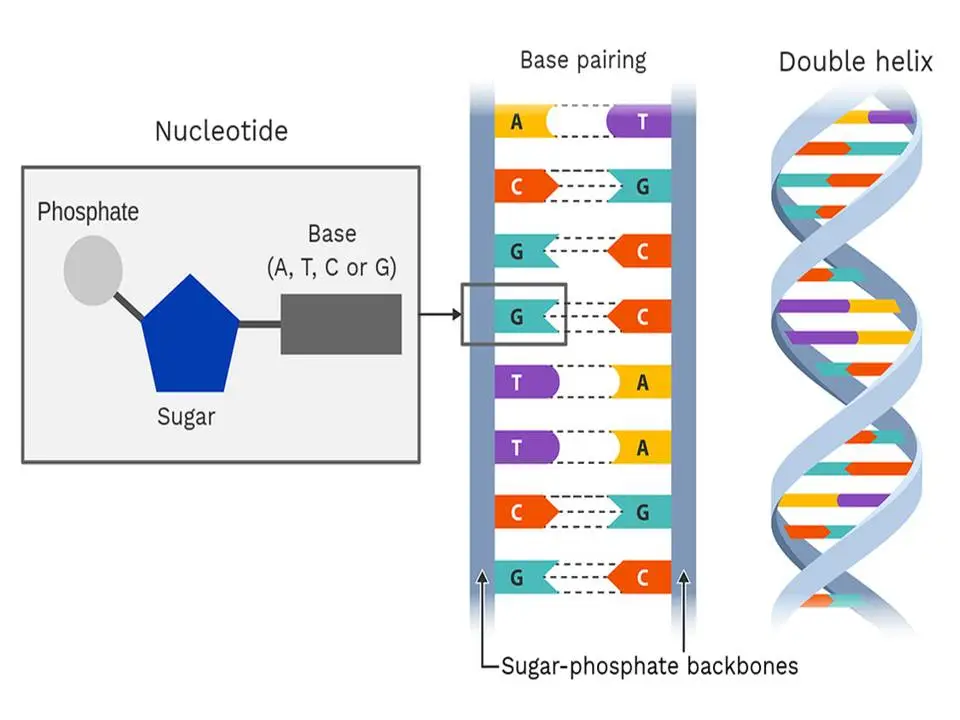 Nucleotide
Phosphate
Base
(A, T, C or G)
Sugar
Base pairing
A T
C G
G C
G C
T A
T A
C G
G C
Sugar-phosphate backbones
Double helix